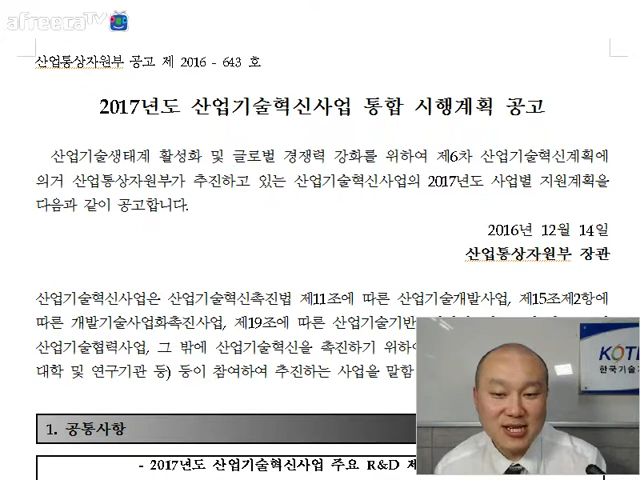 afreecaTV
산업통상자원부 공고 제 2016 - 643 호
2017년도 산업기술혁신사업 통합 시행계획 공고
산업기술생태계 활성화 및 글로벌 경쟁력 강화를 위하여 제6차 산업기술혁신계획에
의거 산업통상자원부가 추진하고 있는 산업기술혁신사업의 2017년도 사업별 지원계획을
다음과 같이 공고합니다.
2016년 12월 14일
산업통상자원부 장관
산업기술혁신사업은 산업기술혁신촉진법 제11조에 따른 산업기술개발사업, 제15조제2항에
따른 개발기술사업화촉진사업, 제19조에 따른 산업기술기반
산업기술협력사업, 그 밖에 산업기술혁신을 촉진하기 위하여
대학 및 연구기관 등) 등이 참여하여 추진하는 사업을 말함
KOTE
한국기술
1. 공통사항
- 2017년도 산업기술혁신사업 주요 R&D 제